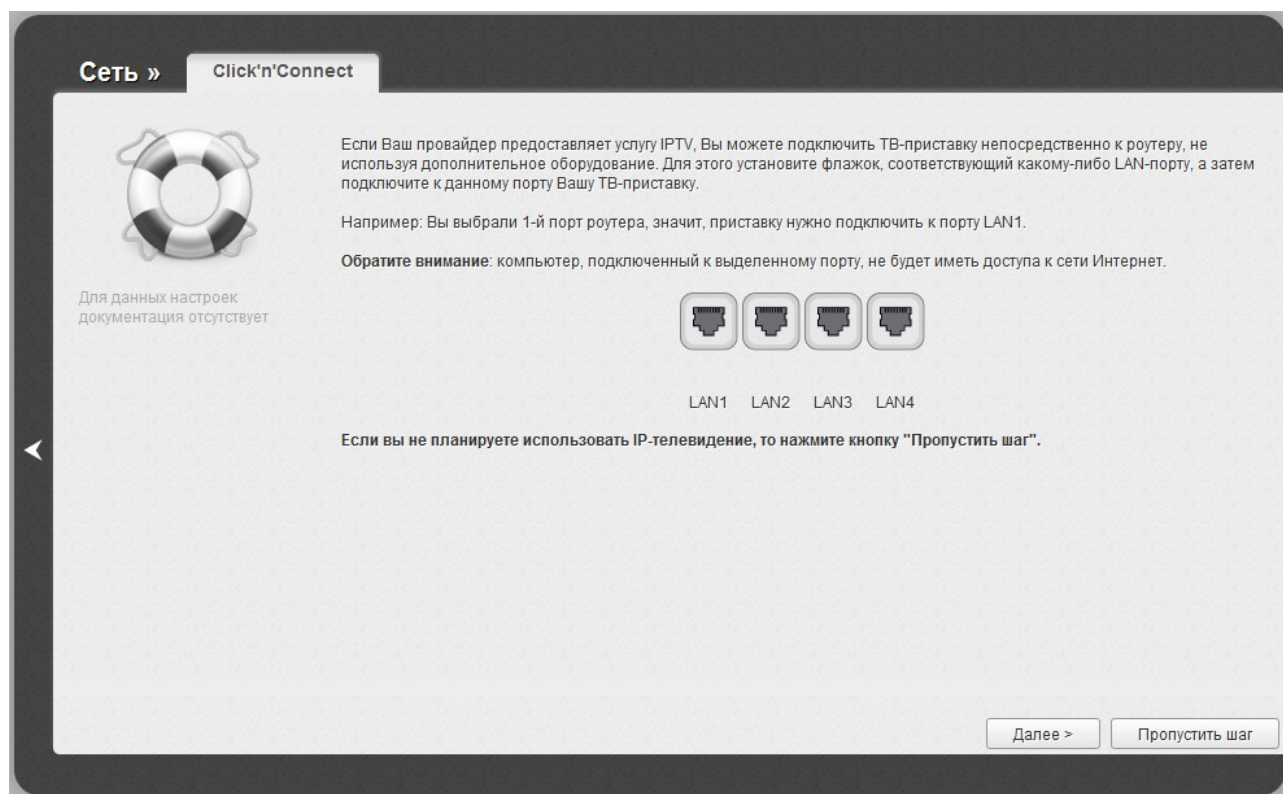 Сеть »
Click'n'Connect
Если Ваш провайдер предоставляет услугу IPTV, Вы можете подключить ТВ-приставку непосредственно к роутеру, не
используя дополнительное оборудование. Для этого установите флажок, соответствующий какому-либо LAN-порту, а затем
подключите к данному порту Вашу ТВ-приставку.
Например: Вы выбрали 1-й порт роутера, значит, приставку нужно подключить к порту LAN1.
Обратите внимание: компьютер, подключенный к выделенному порту, не будет иметь доступа к сети Интернет.
Для данных настроек
документация отсутствует
LAN1 LAN2 LAN3 LAN4
Если вы не планируете использовать IP-телевидение, то нажмите кнопку "Пропустить шаг".
Далее > Пропустить шаг